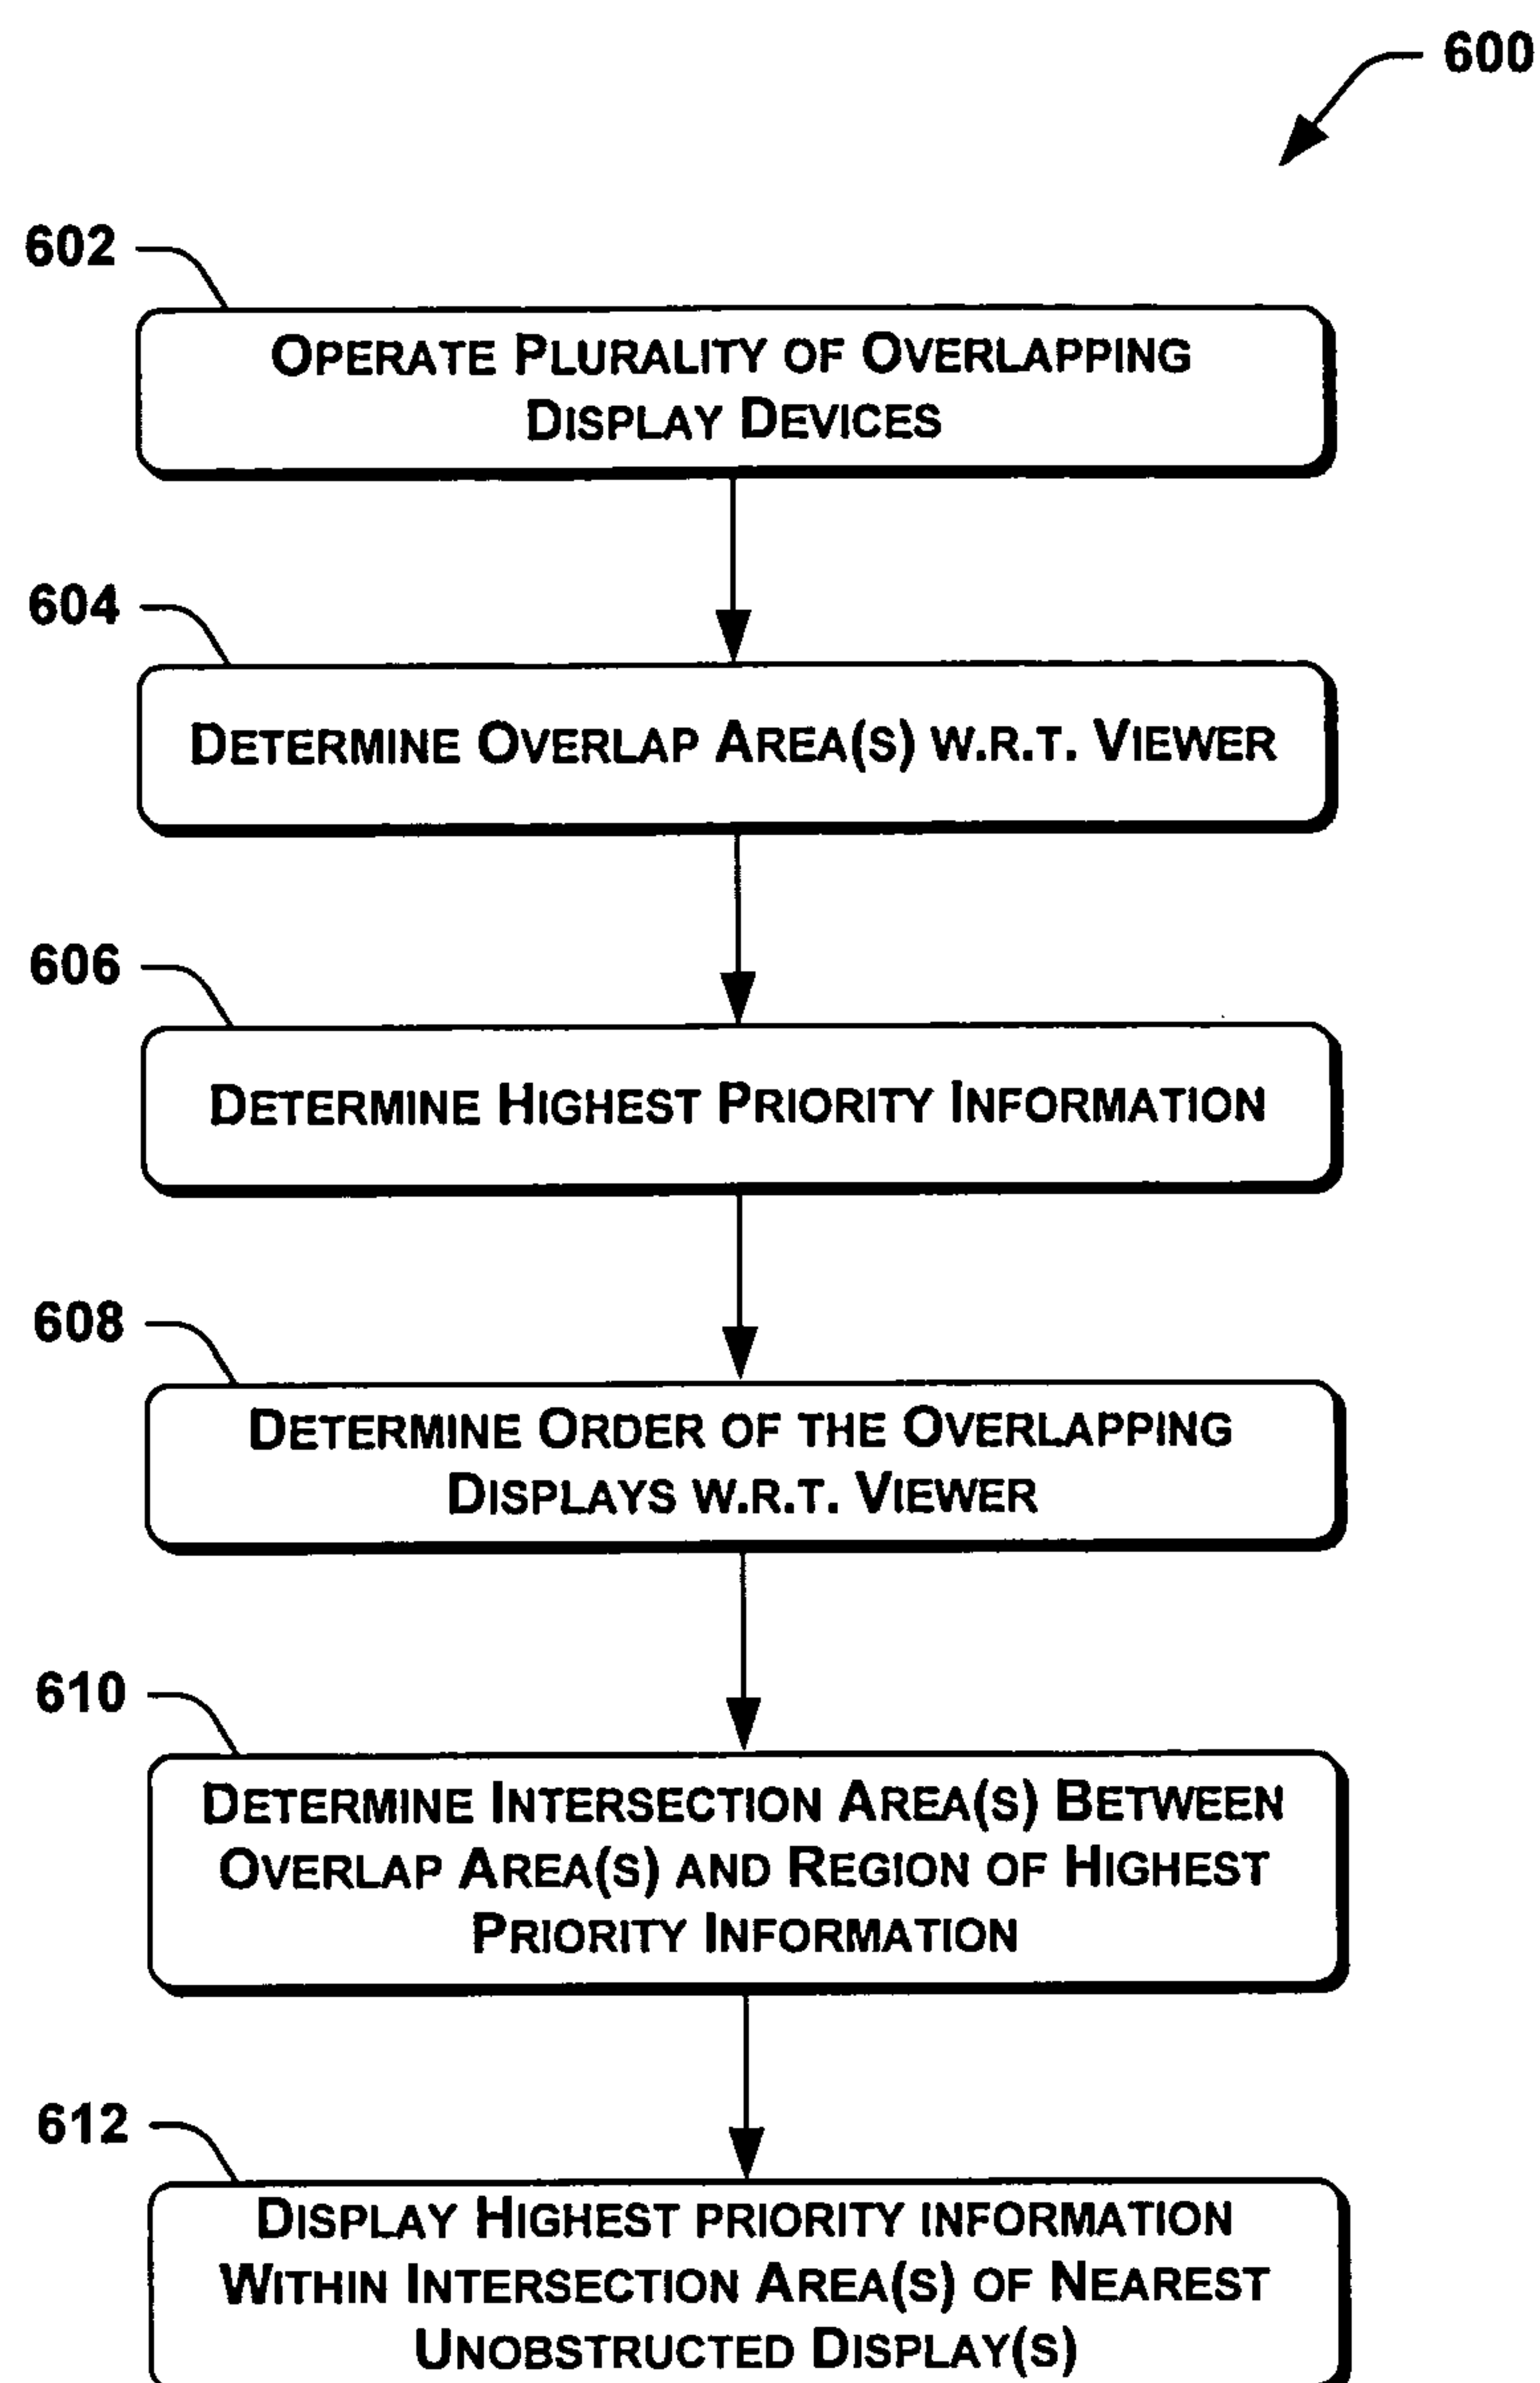 600
602
OPERATE PLURALITY OF OVERLAPPING
DISPLAY DEVICES
604
DETERMINE OVERLAP AREA(S) W.R.T. VIEWER
606
DETERMINE HIGHEST PRIORITY INFORMATION
608
DETERMINE ORDER OF THE OVERLAPPING
DISPLAYS W.R.T. VIEWER
610
DETERMINE INTERSECTION AREA(S) BETWEEN
OVERLAP AREA(S) AND REGION OF HIGHEST
PRIORITY INFORMATION
612
DISPLAY HIGHEST PRIORITY INFORMATION
WITHIN INTERSECTION AREA(S) OF NEAREST
UNOBSTRUCTED DISPLAY(S)